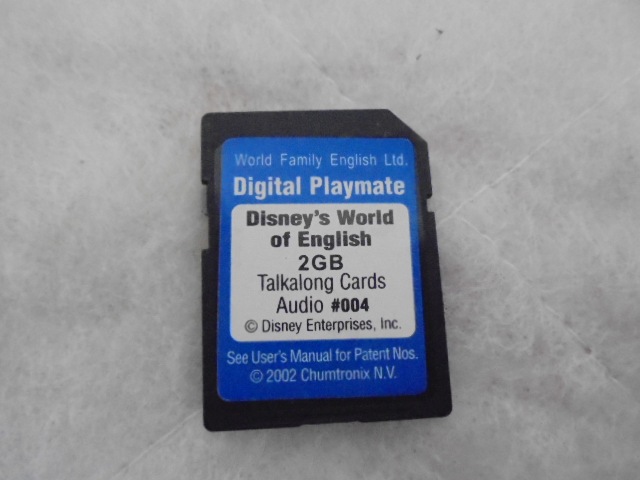 World Family English Ltd.
Digital Playmate
Disney's World
of English
2GB
Talkalong Cards
Audio #004
© Disney Enterprises, Inc.
See User's Manual for Patent Nos.
© 2002 Chumtronix N.V.